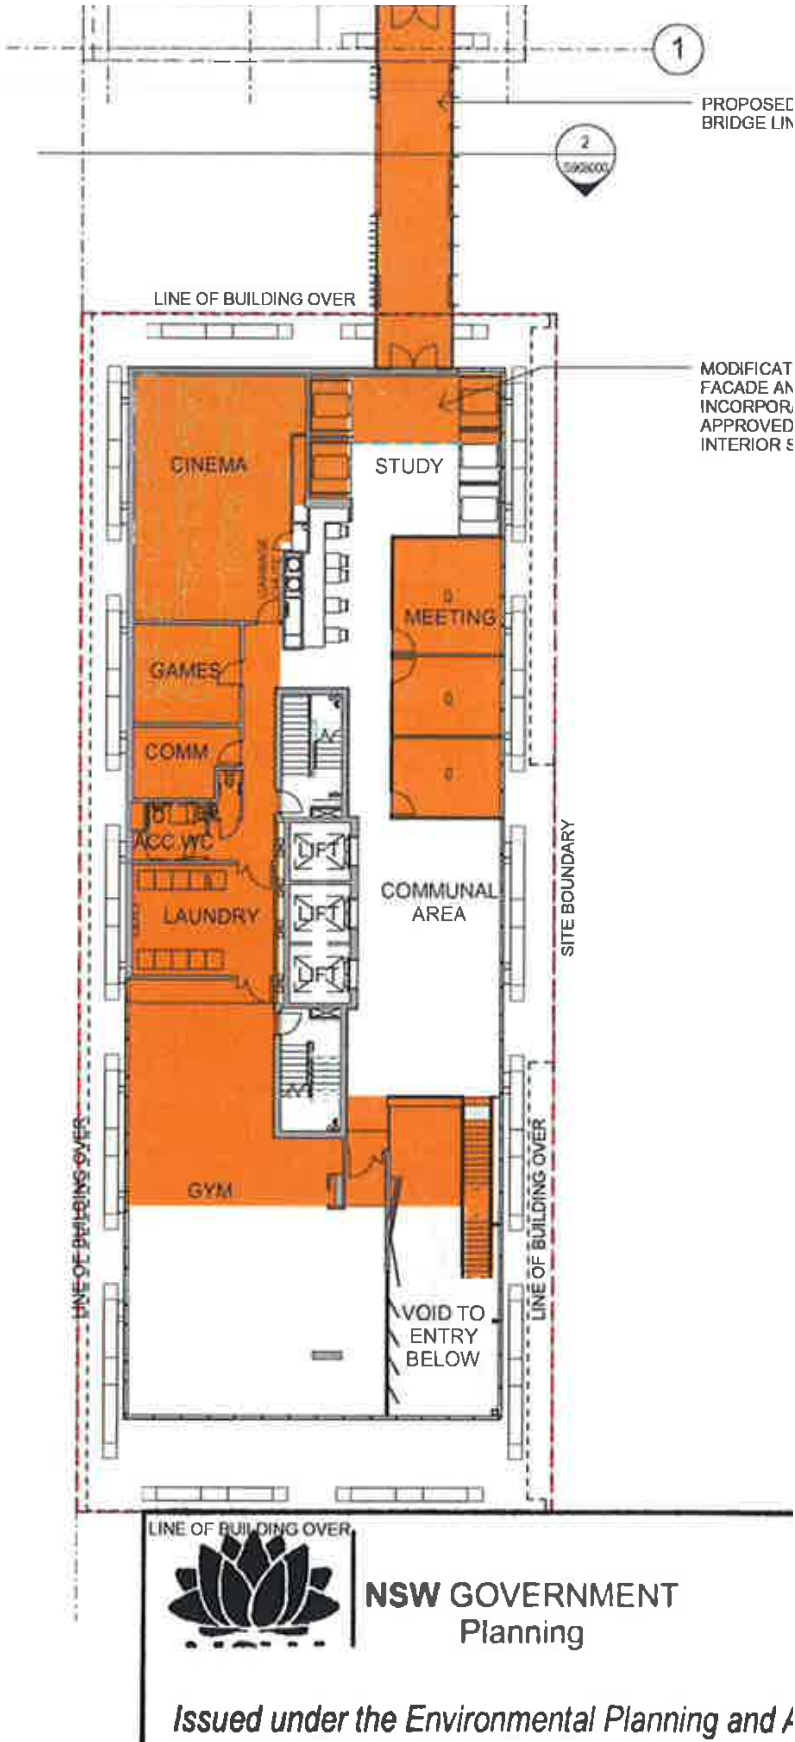 1
PROPOSED
BRIDGE LIN
2
LINE OF BUILDING OVER
MODIFICAT
FACADE AN
INCORPORA
APPROVED
INTERIOR S
CINEMA
STUDY
GARBAGE
MEETING
GAMES
COMM
ACC WC
LIFT
COMMUNAL
AREA
LAUNDRY
LIFT
LIFT
SITE BOUNDARY
GYM
LINE OF BUILDING OVER
LINE OF BUILDING OVER
VOID TO
ENTRY
BELOW
LINE OF BUILDING OVER
NSW GOVERNMENT
Planning
Issued under the Environmental Planning and A